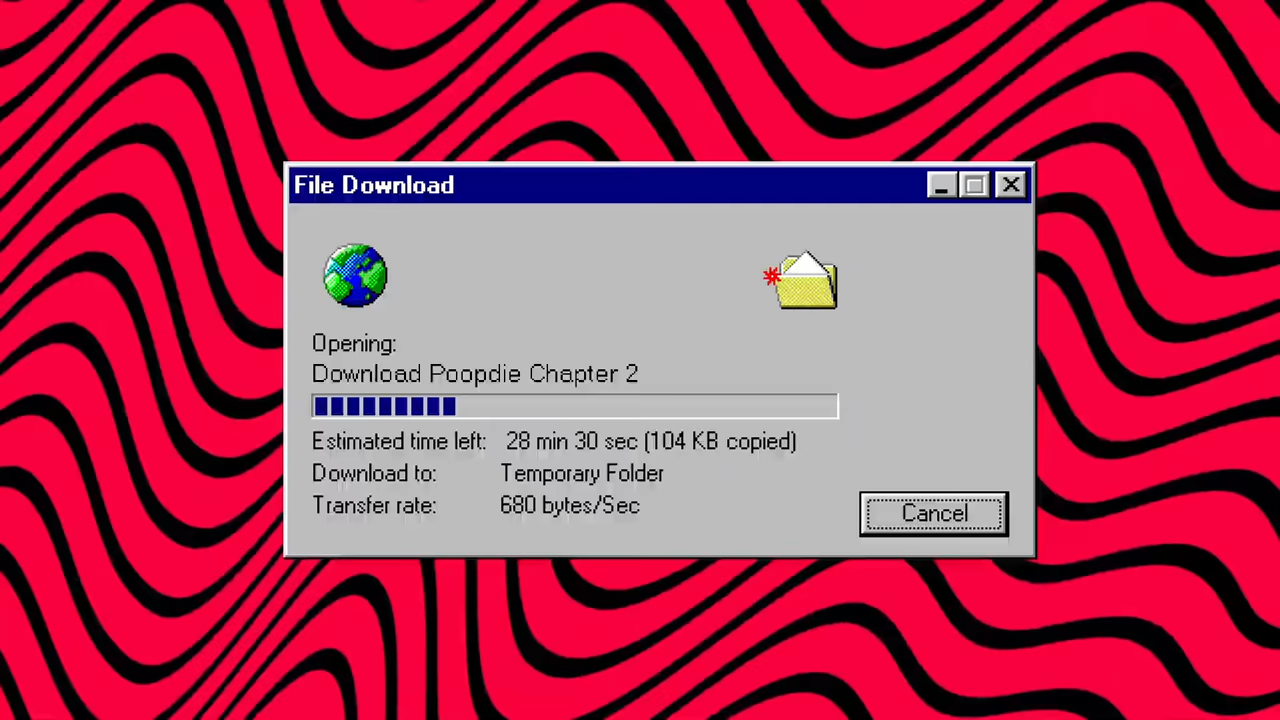 File Download
Opening:
Download Poopdie Chapter 2
Estimated time left: 28 min 30 sec (104 KB copied)
Download to: Temporary Folder
Transfer rate: 680 bytes/Sec
Cancel